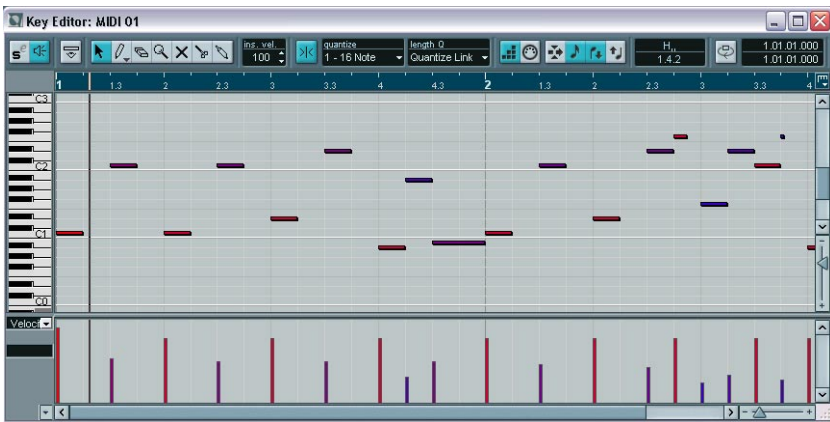 Key Editor: MIDI 01
s e
ins. vel.
100
quantize
1 - 16 Note
length Q
Quantize Link
1.4.2
1.01.01.000
1.01.01.000
1 1.3 2 2.3 3 3.3 4 4.3 2 1.3 2 2.3 3 3.3 4
C3
C2
C1
C0
Veloci